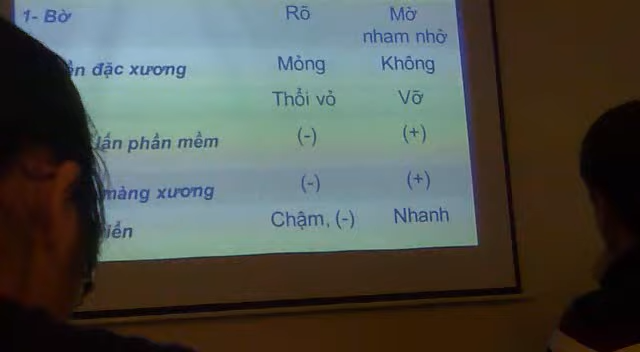 1- Bờ Rõ Mờ
nham nhở
đặc xương Mỏng Không
Thổi vỏ Vỡ
lấn phần mềm (-) (+)
màng xương (-) (+)
Chậm, (-) Nhanh